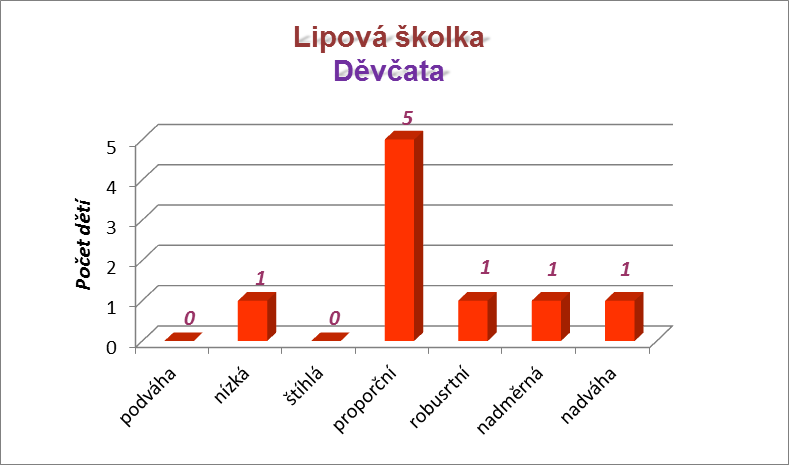 Lipová školka
Děvčata
Počet dětí
5
4
3
2
1
0
0
1
0
5
1
1
1
podváha
nízká
štíhlá
proporční
robusrtní
nadměrná
nadváha